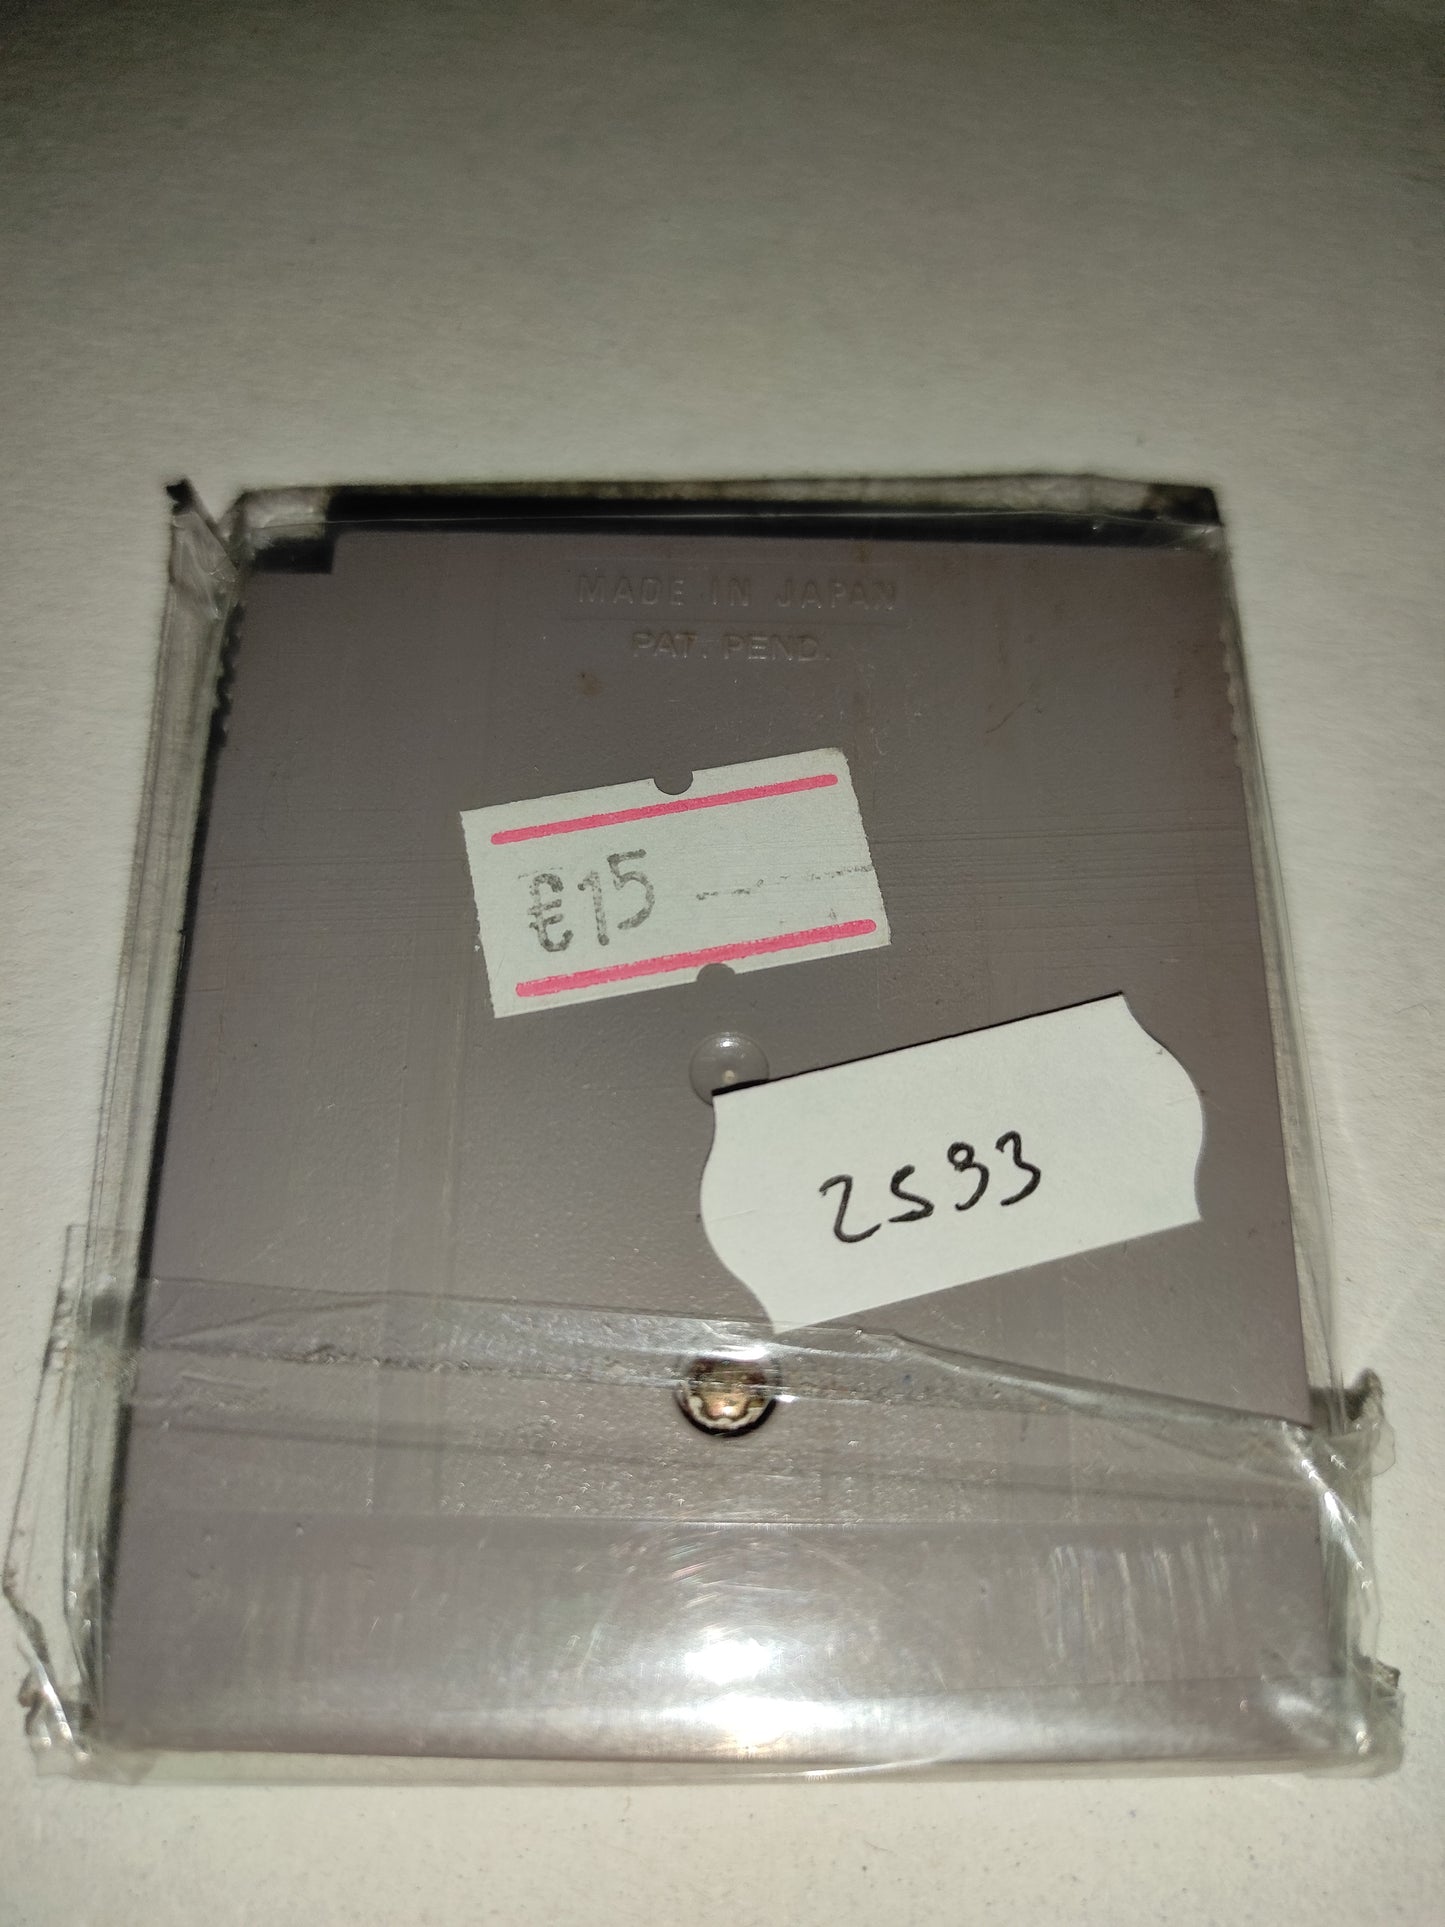 MADE IN JAPAN
PAT. PEND.
€15
2593